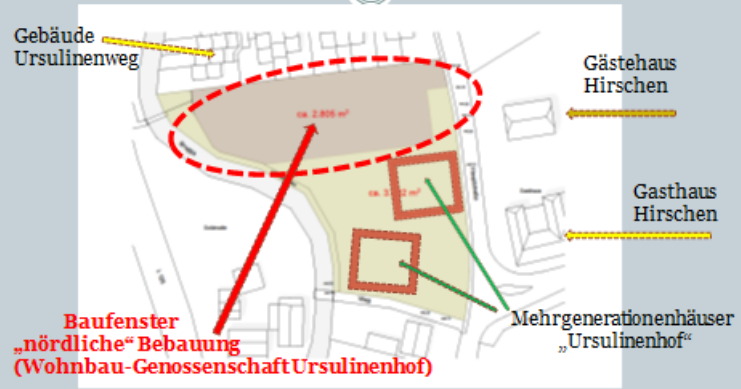 Gebäude
Ursulinenweg
Gästehaus
Hirschen
ca. 2.805 m²
Gasthaus
Hirschen
Mehrgenerationenhäuser
„Ursulinenhof“
Baufenster
„nördliche“ Bebauung
(Wohnbau-Genossenschaft Ursulinenhof)